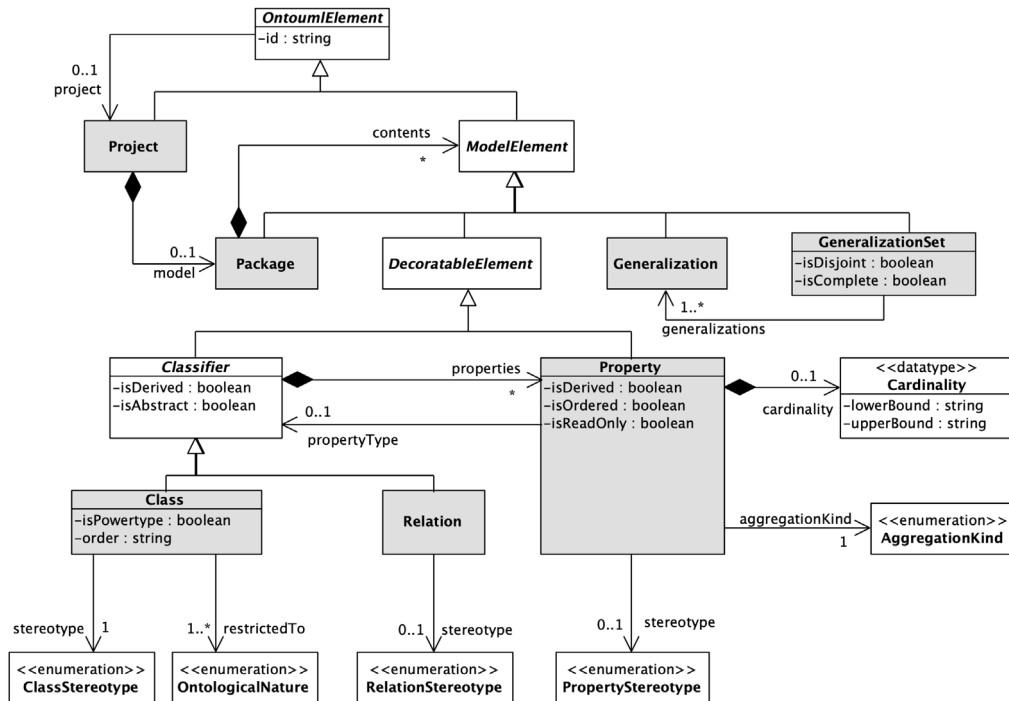 OntoumlElement
-id : string
0..1
project
Project
contents
*
ModelElement
0..1
model
Package
DecoratableElement
Generalization
GeneralizationSet
-isDisjoint : boolean
-isComplete : boolean
1..*
generalizations
Classifier
-isDerived : boolean
-isAbstract : boolean
properties
*
0..1
propertyType
Property
-isDerived : boolean
-isOrdered : boolean
-isReadOnly : boolean
0..1
cardinality
<<datatype>>
Cardinality
-lowerBound : string
-upperBound : string
Class
-isPowertype : boolean
-order : string
Relation
aggregationKind
1
<<enumeration>>
AggregationKind
stereotype
1
1..*
restrictedTo
0..1
stereotype
0..1
stereotype
<<enumeration>>
ClassStereotype
<<enumeration>>
OntologicalNature
<<enumeration>>
RelationStereotype
<<enumeration>>
PropertyStereotype